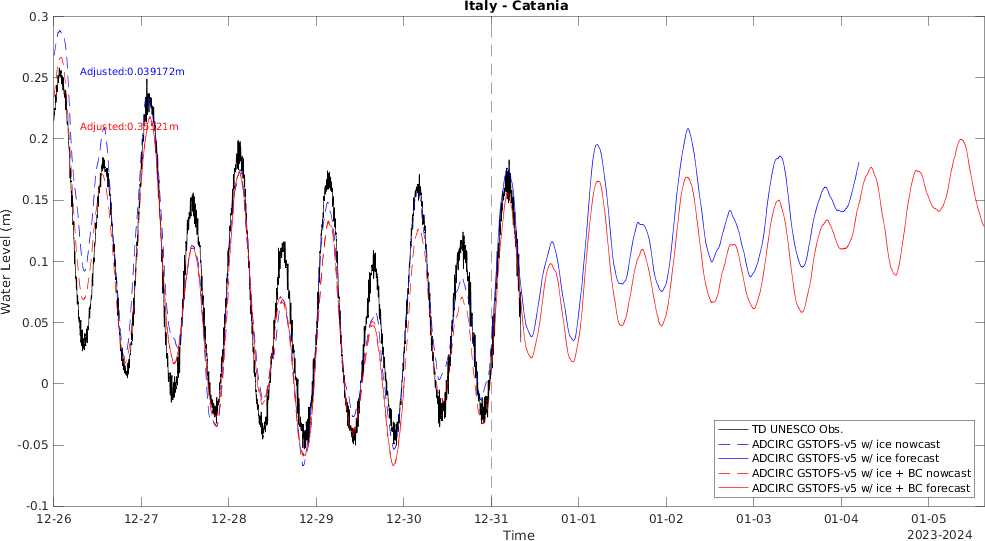 Italy - Catania
0.3
0.25
0.2
0.15
0.1
0.05
0
-0.05
-0.1
Water Level (m)
Adjusted:0.039172m
12-26
12-27
12-28
12-29
12-30
12-31
01-01
01-02
01-03
01-04
01-05
Time
2023-2024
TD UNESCO Obs.
ADCIRC GSTOFS-v5 w/ ice nowcast
ADCIRC GSTOFS-v5 w/ ice forecast
ADCIRC GSTOFS-v5 w/ ice + BC nowcast
ADCIRC GSTOFS-v5 w/ ice + BC forecast